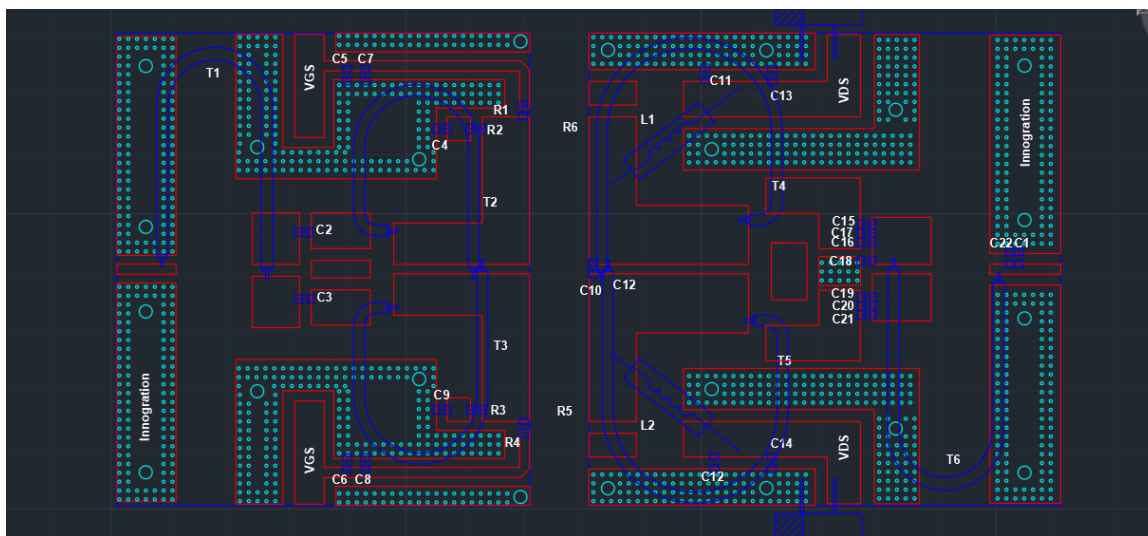 T1
VGS
C5 C7
R1
R2
C4
T2
C2
C3
T3
C9
R3
R4
VGS
C6 C8
Innogration
R6
L1
C11
C13
VDS
T4
C15
C17
C16
C18
C19
C20
C21
C10
C12
T5
R5
L2
C14
C12
VDS
T6
Innogration
C22C1